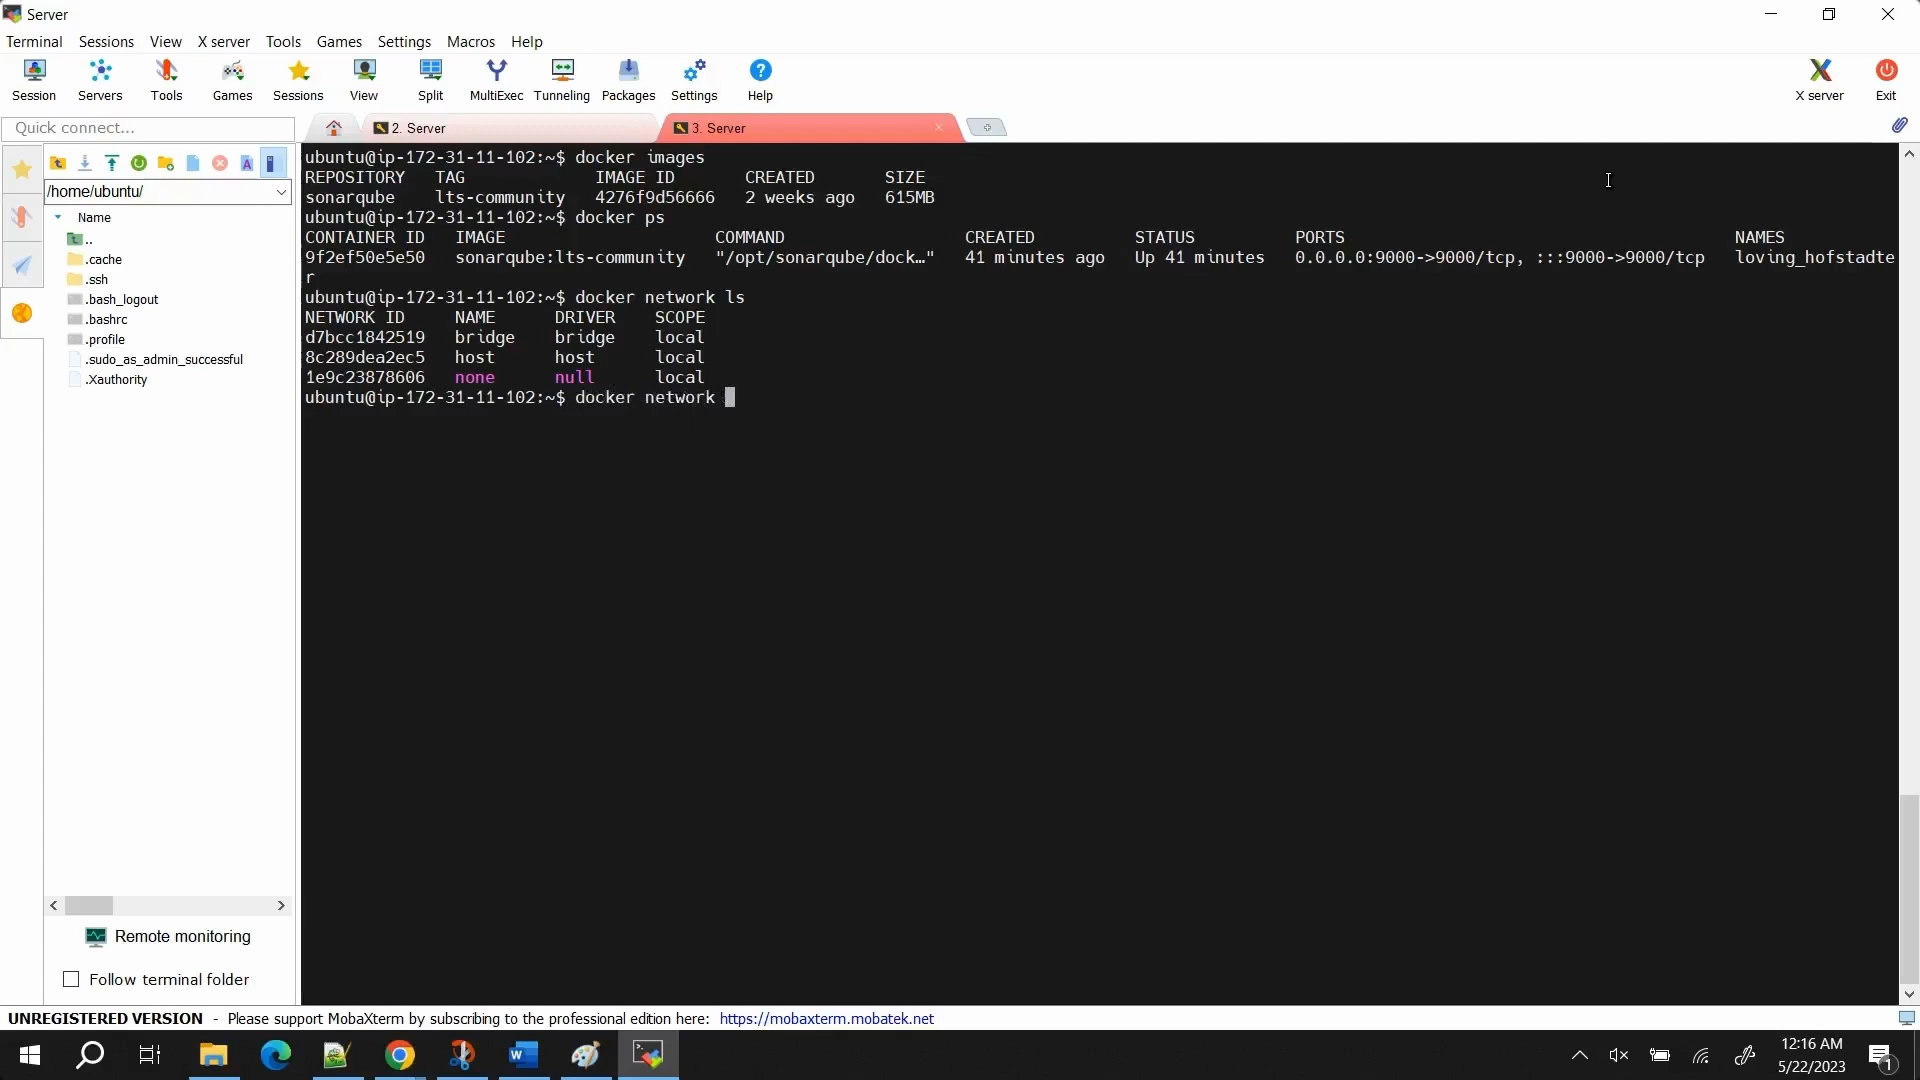 Server
Terminal Sessions View X server Tools Games Settings Macros Help
Session Servers Tools Games Sessions View Split MultiExec Tunneling Packages Settings Help X server Exit
Quick connect... 2. Server 3. Server
/home/ubuntu/
Name
..
.cache
.ssh
.bash_logout
.bashrc
.profile
.sudo_as_admin_successful
.Xauthority
Remote monitoring
Follow terminal folder
ubuntu@ip-172-31-11-102:~$ docker images
REPOSITORY TAG IMAGE ID CREATED SIZE
sonarqube lts-community 4276f9d56666 2 weeks ago 615MB
ubuntu@ip-172-31-11-102:~$ docker ps
CONTAINER ID IMAGE COMMAND CREATED STATUS PORTS NAMES
9f2ef50e5e50 sonarqube:lts-community "/opt/sonarqube/dock…" 41 minutes ago Up 41 minutes 0.0.0.0:9000->9000/tcp, :::9000->9000/tcp loving_hofstadte
r
ubuntu@ip-172-31-11-102:~$ docker network ls
NETWORK ID NAME DRIVER SCOPE
d7bcc1842519 bridge bridge local
8c289dea2ec5 host host local
1e9c23878606 none null local
ubuntu@ip-172-31-11-102:~$ docker network
UNREGISTERED VERSION - Please support MobaXterm by subscribing to the professional edition here: https://mobaxterm.mobatek.net
12:16 AM
5/22/2023
1